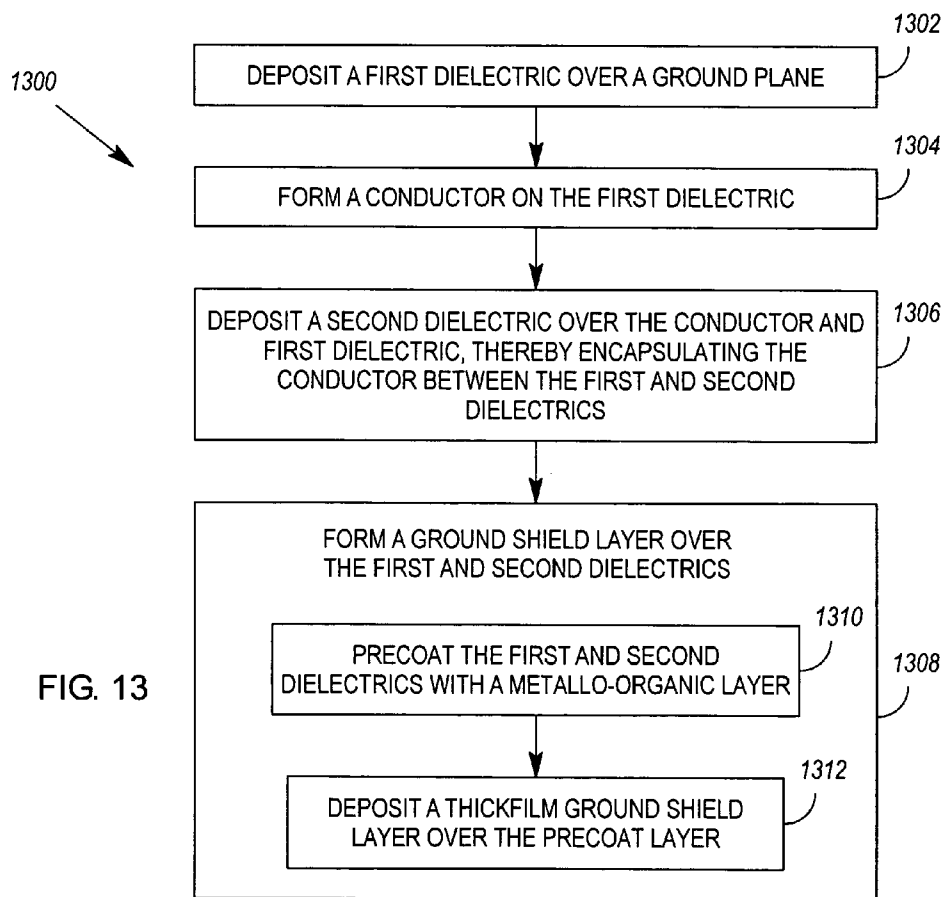 1302
DEPOSIT A FIRST DIELECTRIC OVER A GROUND PLANE
1300
1304
FORM A CONDUCTOR ON THE FIRST DIELECTRIC
DEPOSIT A SECOND DIELECTRIC OVER THE CONDUCTOR AND
FIRST DIELECTRIC, THEREBY ENCAPSULATING THE
CONDUCTOR BETWEEN THE FIRST AND SECOND
DIELECTRICS
1306
FORM A GROUND SHIELD LAYER OVER
THE FIRST AND SECOND DIELECTRICS
1310
PRECOAT THE FIRST AND SECOND
DIELECTRICS WITH A METALLO-ORGANIC LAYER
1308
FIG. 13
1312
DEPOSIT A THICKFILM GROUND SHIELD
LAYER OVER THE PRECOAT LAYER